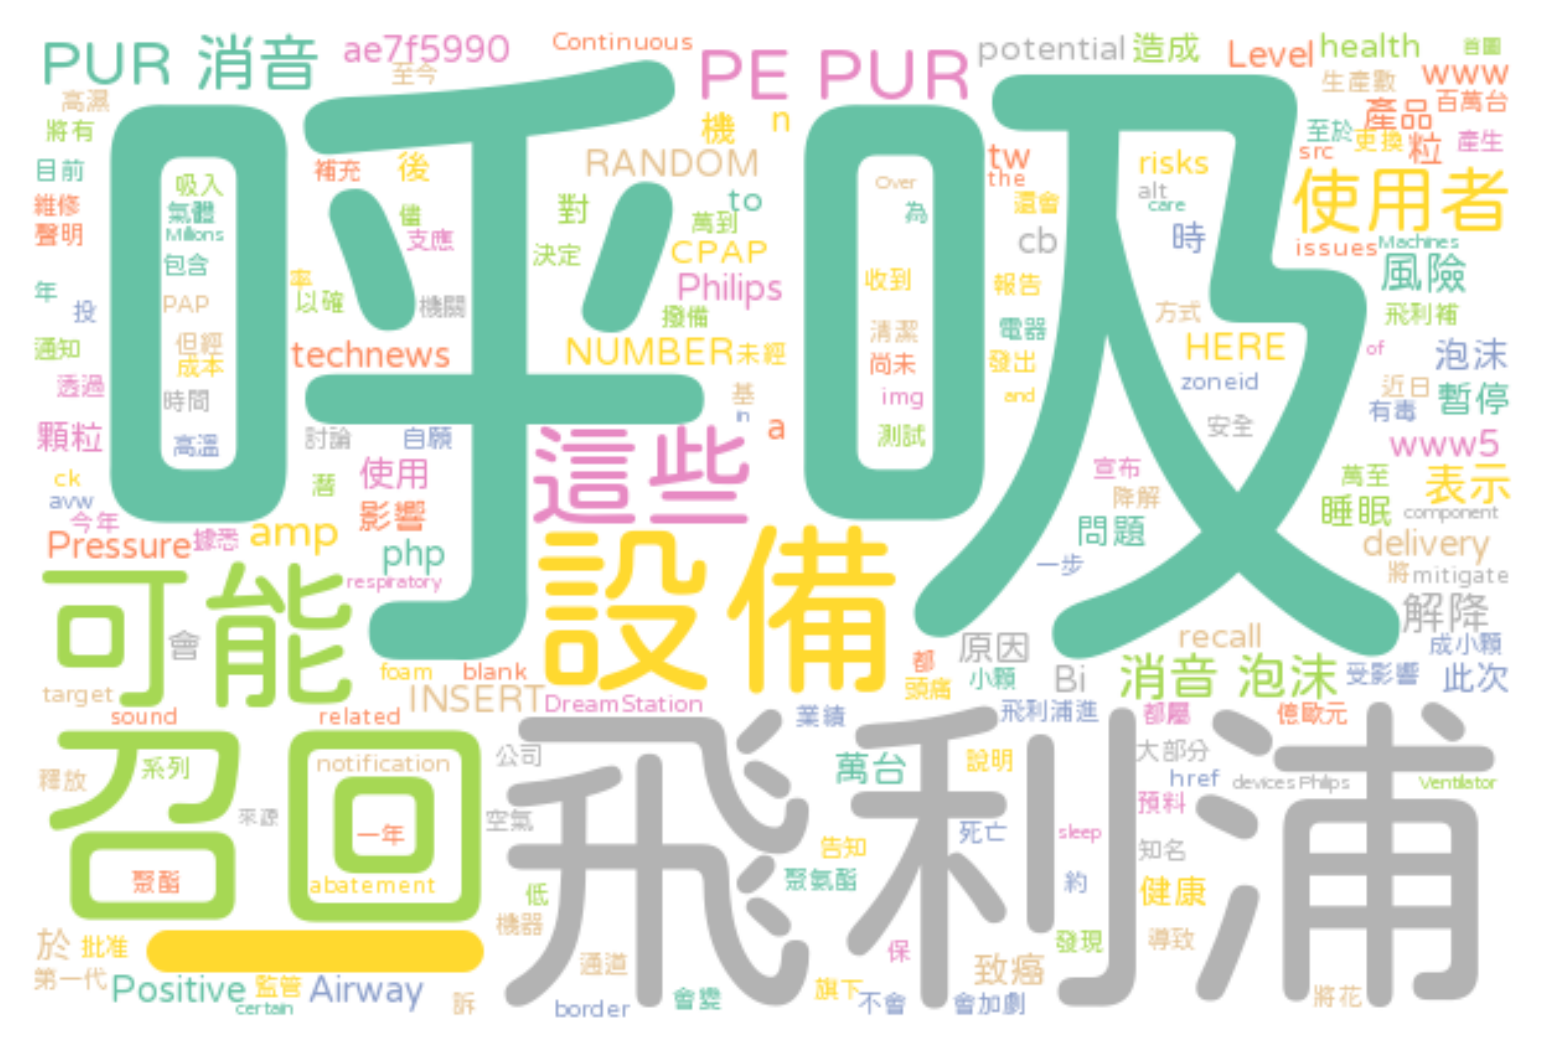 PUR 消音
ae7f5990
Continuous
PE PUR
potential
造成
Level
health
首圖
至今
高濕
生產數
www
百萬台
產品
將有
呼吸
機
n
至於
更換
粒
產生
目前
補充
後
RANDOM
tw
the
risks
src
吸入
氣體
Millions
儘
支應
對
to
萬到
Over
為
還會
alt
care
使用者
維修
聲明
包含
決定
CPAP
cb
時
issues
Machines
風險
年
投
PAP
率
以確
機關
Philips
撥備
收到
報告
方式
飛利補
通知
但經
成本
technews
NUMBER
未經
清潔
電器
HERE
of
泡沫
透過
時間
基
in
尚未
發出
and
zoneid
近日
有毒
暫停
顆粒
高溫
討論
自願
a
img
測試
安全
www5
ck
avw
今年
潛
使用
這些
宣布
降解
萬至
表示
Pressure
據悉
amp
影響
php
respiratory
設備
問題
一步
睡眠
component
delivery
將
mitigate
可能
會
原因
recall
解降
成小顆
target
foam
blank
INSERT
DreamStation
都
頭痛
小顆
Bi
消音 泡沫
受影響
此次
sound
related
業績
飛利浦進
都屬
億歐元
召回
系列
notification
公司
飛利浦
萬台
說明
大部分
href
devices Philips
Ventilator
釋放
來源
一年
空氣
死亡
sleep
預料
知名
聚酯
abatement
低
機器
告知
聚氨酯
約
健康
於
批准
一
通道
保
致癌
發現
導致
第一代
Positive
certain
監管
Airway
訴
border
會變
旗下
不會
會加劇
將花